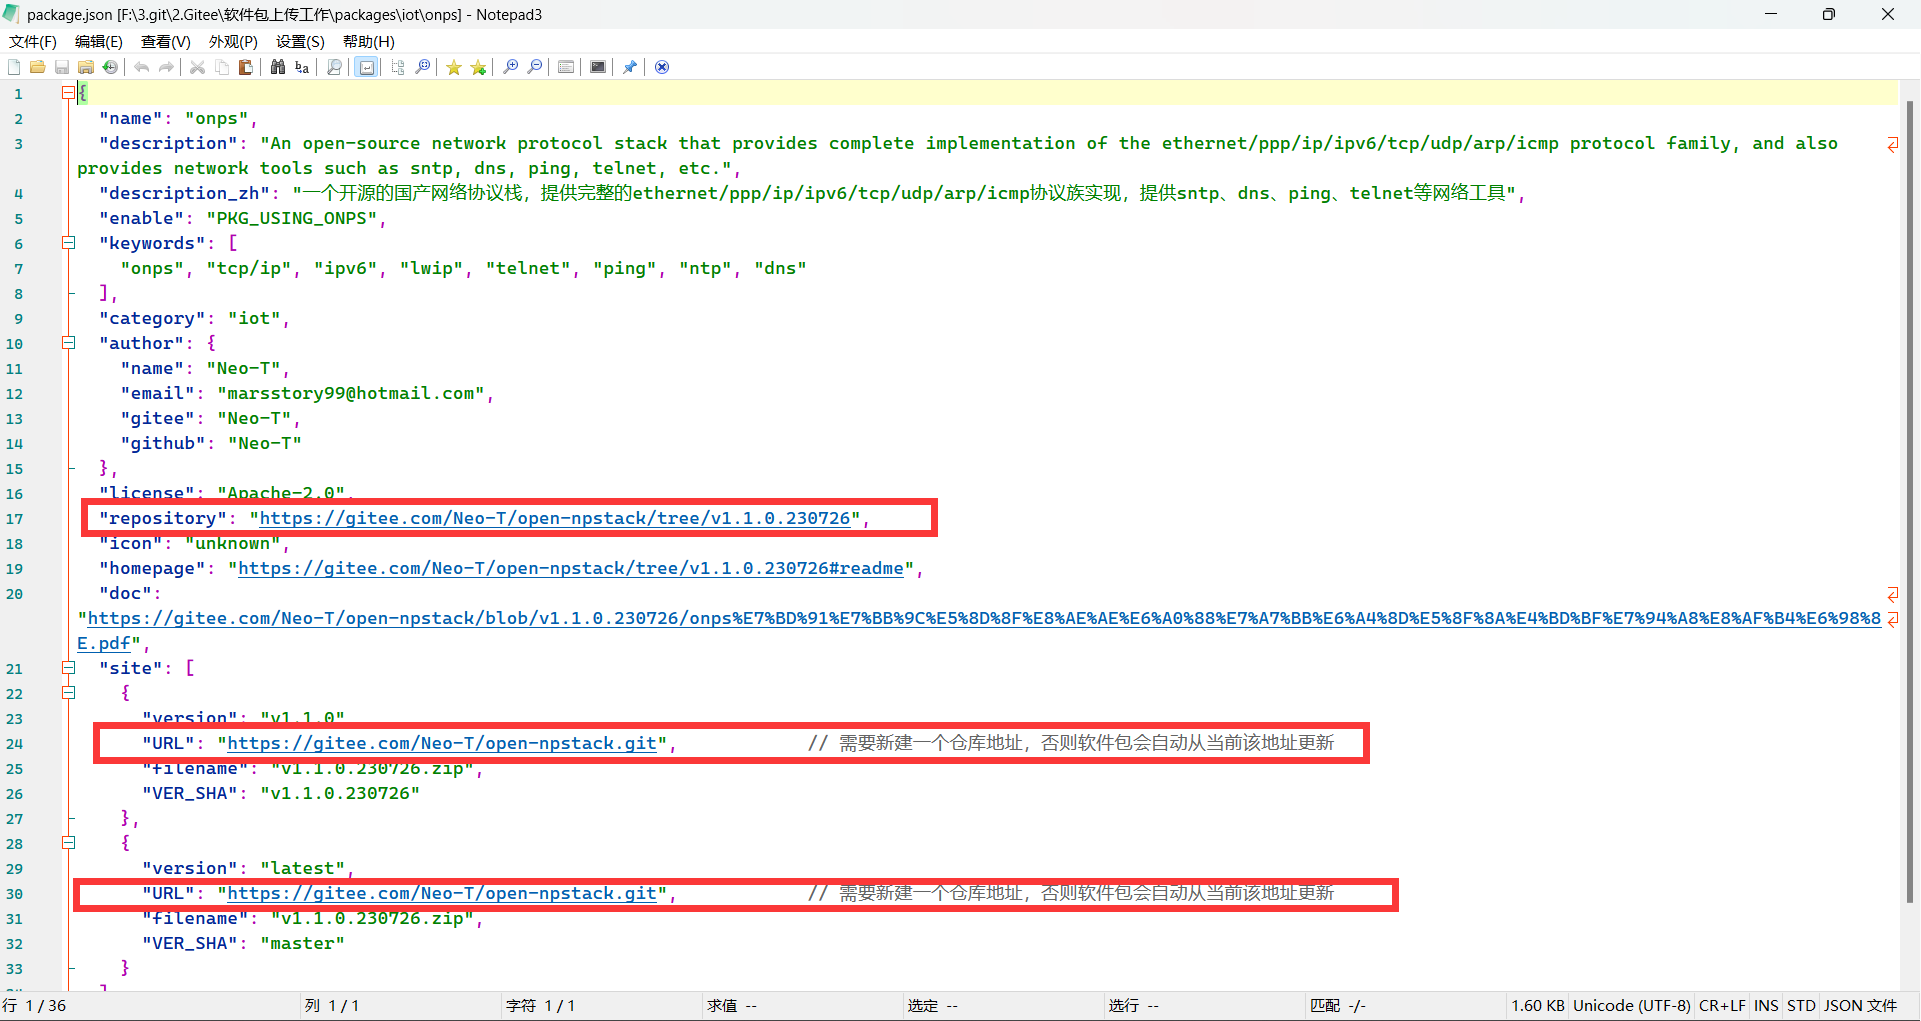 package.json [F:\3.git\2.Gitee\软件包上传工作\packages\iot\onps] - Notepad3
文件(F) 编辑(E) 查看(V) 外观(P) 设置(S) 帮助(H)
1 {
2 "name": "onps",
3 "description": "An open-source network protocol stack that provides complete implementation of the ethernet/ppp/ip/ipv6/tcp/udp/arp/icmp protocol family, and also
provides network tools such as sntp, dns, ping, telnet, etc.",
4 "description_zh": "一个开源的国产网络协议栈，提供完整的ethernet/ppp/ip/ipv6/tcp/udp/arp/icmp协议族实现，提供sntp、dns、ping、telnet等网络工具",
5 "enable": "PKG_USING_ONPS",
6 "keywords": [
7 "onps", "tcp/ip", "ipv6", "lwip", "telnet", "ping", "ntp", "dns"
8 ],
9 "category": "iot",
10 "author": {
11 "name": "Neo-T",
12 "email": "marsstory99@hotmail.com",
13 "gitee": "Neo-T",
14 "github": "Neo-T"
15 },
16 "license": "Apache-2.0",
17 "repository": "https://gitee.com/Neo-T/open-npstack/tree/v1.1.0.230726",
18 "icon": "unknown",
19 "homepage": "https://gitee.com/Neo-T/open-npstack/tree/v1.1.0.230726#readme",
20 "doc":
"https://gitee.com/Neo-T/open-npstack/blob/v1.1.0.230726/onps%E7%BD%91%E7%BB%9C%E5%8D%8F%E8%AE%AE%E6%A0%88%E7%A7%BB%E6%A4%8D%E5%8F%8A%E4%BD%BF%E7%94%A8%E8%AF%B4%E6%98%8
E.pdf",
21 "site": [
22 {
23 "version": "v1.1.0"
24 "URL": "https://gitee.com/Neo-T/open-npstack.git", // 需要新建一个仓库地址，否则软件包会自动从当前该地址更新
25 "filename": "v1.1.0.230726.zip",
26 "VER_SHA": "v1.1.0.230726"
27 },
28 {
29 "version": "latest",
30 "URL": "https://gitee.com/Neo-T/open-npstack.git", // 需要新建一个仓库地址，否则软件包会自动从当前该地址更新
31 "filename": "v1.1.0.230726.zip",
32 "VER_SHA": "master"
33 }
行 1 / 36 列 1 / 1 字符 1 / 1 求值 -- 选定 -- 选行 -- 匹配 -/- 1.60 KB Unicode (UTF-8) CR+LF INS STD JSON 文件